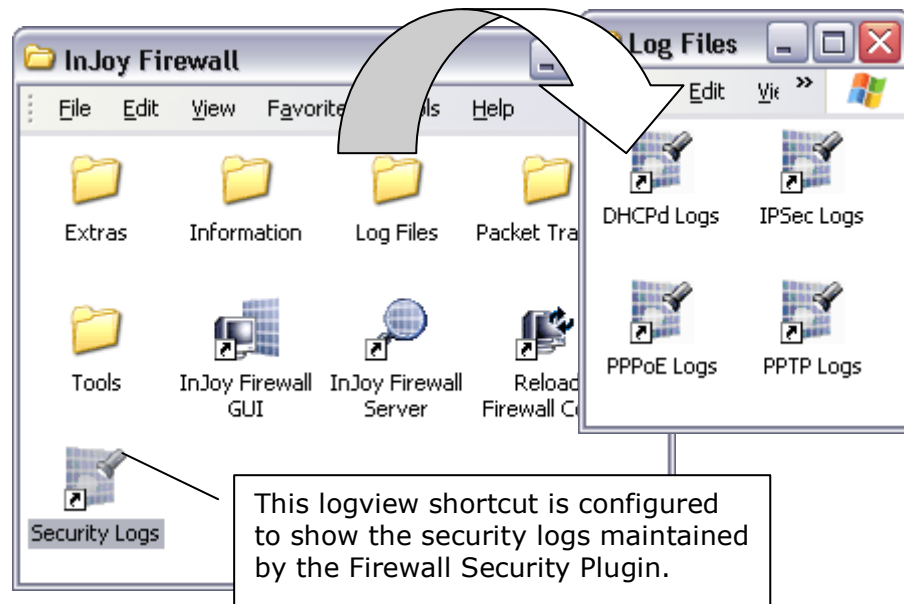 InJoy Firewall
File Edit View Help
Extras
Information
Log Files
Tools
InJoy Firewall
GUI
InJoy Firewall
Server
Reload
Firewall
Security Logs
Log Files
Edit
DHCPd Logs
IPSec Logs
PPPoE Logs
PPTP Logs
This logview shortcut is configured
to show the security logs maintained
by the Firewall Security Plugin.